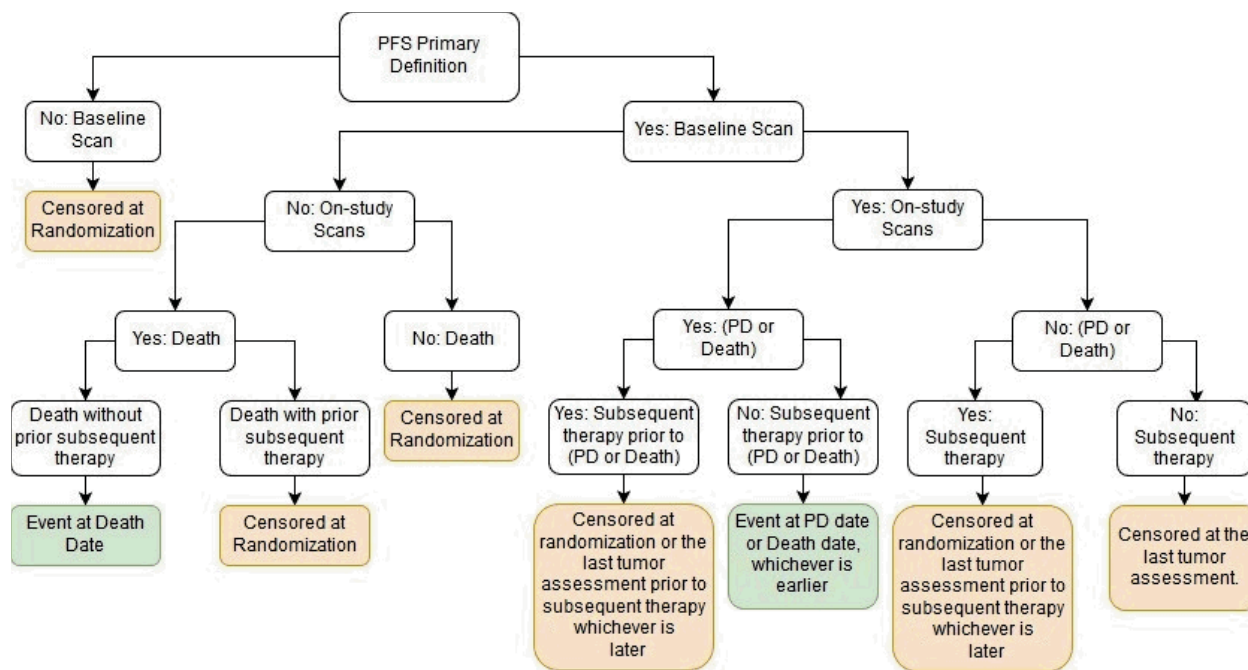 PFS Primary
Definition
No: Baseline
Scan
Yes: Baseline Scan
Censored at
Randomization
No: On-study
Scans
Yes: On-study
Scans
Yes: Death
No: Death
Yes: (PD or
Death)
No: (PD or
Death)
Death without
prior subsequent
therapy
Death with prior
subsequent
therapy
Censored at
Randomization
Yes: Subsequent
therapy prior to
(PD or Death)
No: Subsequent
therapy prior to
(PD or Death)
Yes:
Subsequent
therapy
No:
Subsequent
therapy
Event at Death
Date
Censored at
Randomization
Censored at
randomization or the
last tumor
assessment prior to
subsequent therapy
whichever is
later
Event at PD date
or Death date,
whichever is
earlier
Censored at
randomization or the
last tumor
assessment prior to
subsequent therapy
whichever is
later
Censored at the
last tumor
assessment.